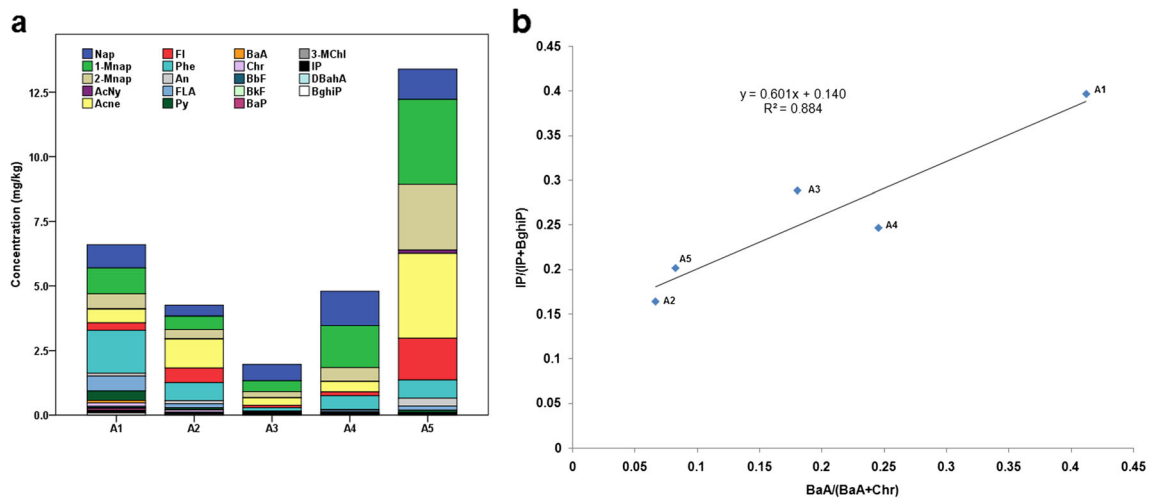 a
Nap Fl BaA 3-MChl
1-Mnap Phe Chr IP
2-Mnap An BbF DBahA
AcNy FLA BkF BghiP
Acne Py BaP
Concentration (mg/kg)
12.5
10.0
7.5
5.0
2.5
0.0
A1 A2 A3 A4 A5
b
IP/(IP+BghiP)
0.45
0.4
0.35
0.3
0.25
0.2
0.15
0.1
0.05
0
y = 0.601x + 0.140
R² = 0.884
A1
A3
A4
A5
A2
0 0.05 0.1 0.15 0.2 0.25 0.3 0.35 0.4 0.45
BaA/(BaA+Chr)